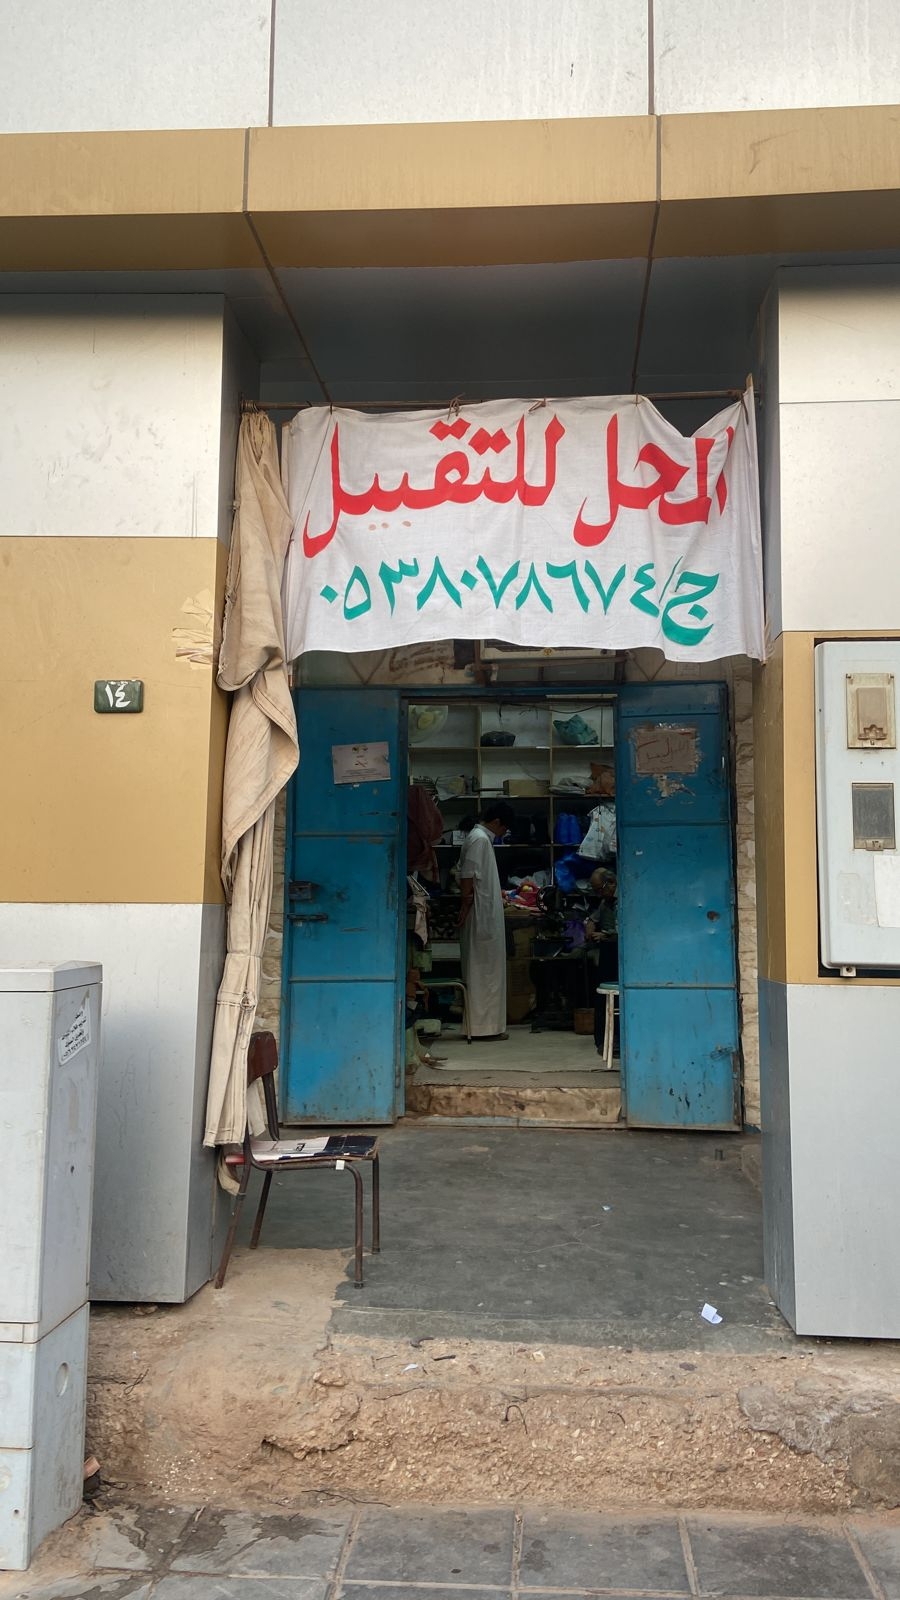 المحل للتقبيل
ج/ ٠٥٣٨٠٧٨٦٧٤
١٤